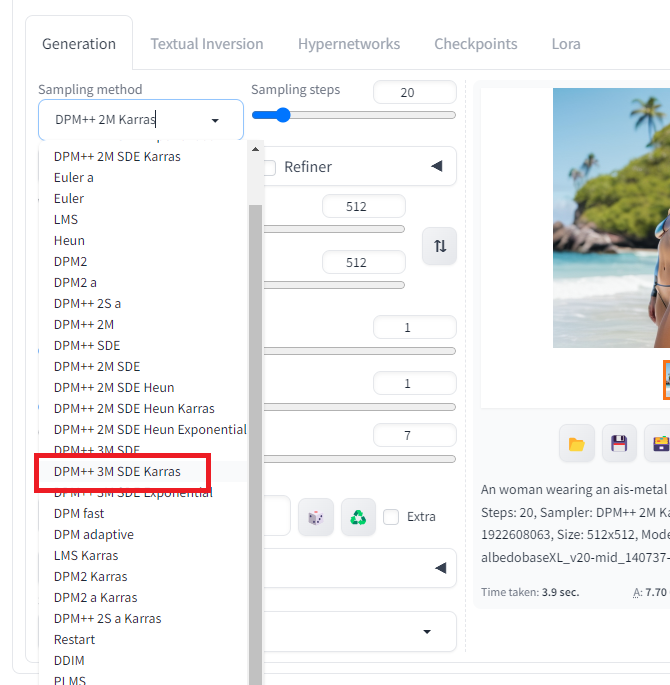 Generation Textual Inversion Hypernetworks Checkpoints Lora
Sampling method
DPM++ 2M Karras
Sampling steps
20
DPM++ 2M SDE Karras
Euler a
Euler
LMS
Heun
DPM2
DPM2 a
DPM++ 2S a
DPM++ 2M
DPM++ SDE
DPM++ 2M SDE
DPM++ 2M SDE Heun
DPM++ 2M SDE Heun Karras
DPM++ 2M SDE Heun Exponential
DPM++ 3M SDE
DPM++ 3M SDE Karras
DPM++ 3M SDE Exponential
DPM fast
DPM adaptive
LMS Karras
DPM2 Karras
DPM2 a Karras
DPM++ 2S a Karras
Restart
DDIM
PLMS
Refiner
512
512
1
1
7
Extra
An woman wearing an ais-metal
Steps: 20, Sampler: DPM++ 2M Ka
1922608063, Size: 512x512, Mode
albedobaseXL_v20-mid_140737-
Time taken: 3.9 sec.
A: 7.70